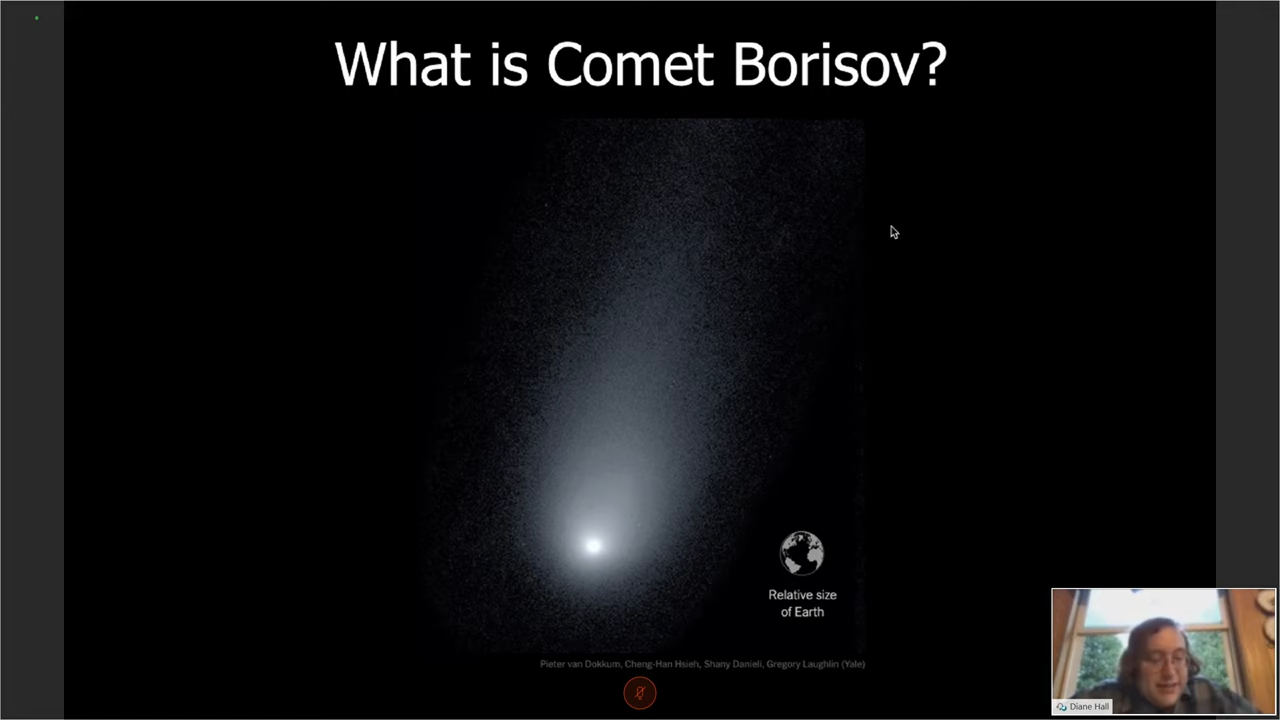 What is Comet Borisov?
Relative size
of Earth
Pieter van Dokkum, Cheng-Han Hsieh, Shany Danieli, Gregory Laughlin (Yale)
Diane Hall